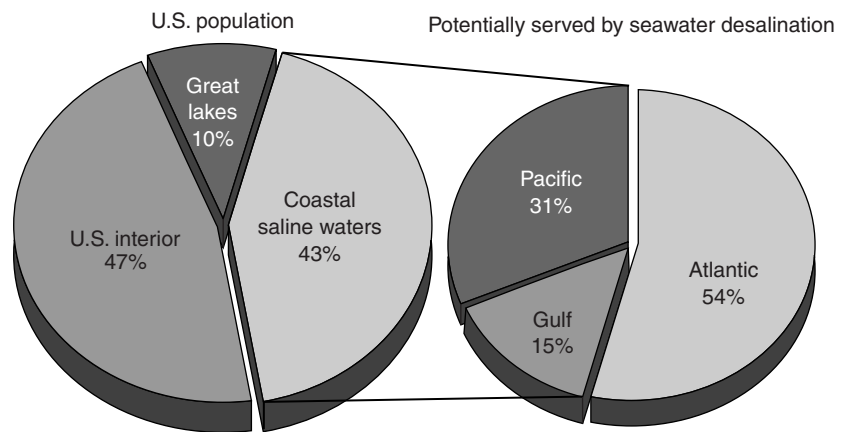 U.S. population
Potentially served by seawater desalination
Great
lakes
10%
Coastal
saline waters
43%
U.S. interior
47%
Pacific
31%
Atlantic
54%
Gulf
15%